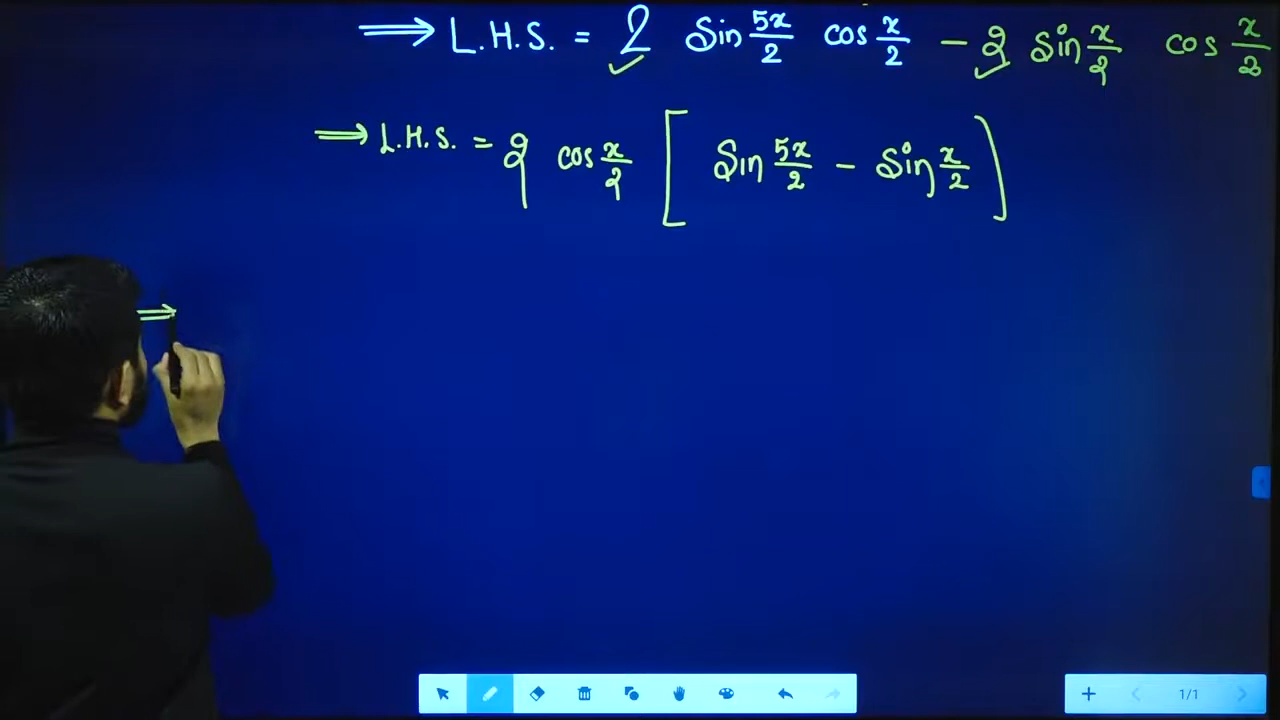 ⟹ L.H.S. = 2 Sin 5x/2 cos x/2 − 2 Sin x/2 cos x/2
⟹ L.H.S. = 2 cos x/2 [ Sin 5x/2 − Sin x/2 ]
⇒
1/1